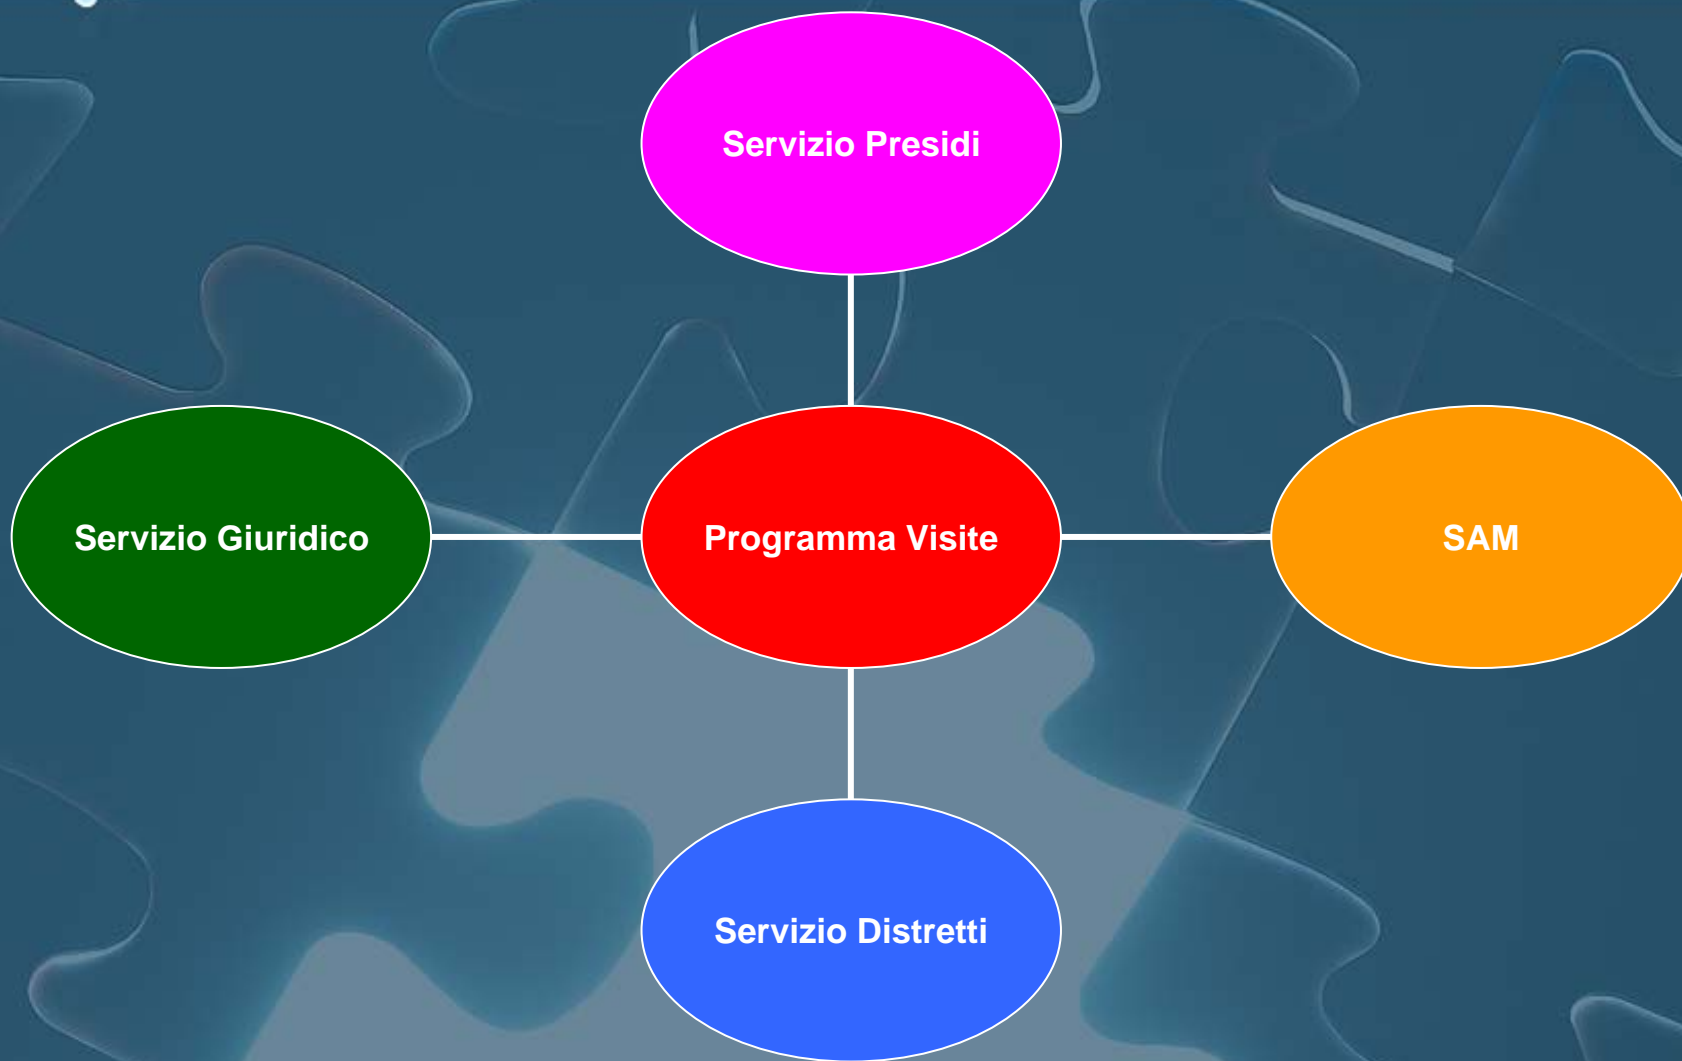 Servizio Presidi
Servizio Giuridico
Programma Visite
SAM
Servizio Distretti